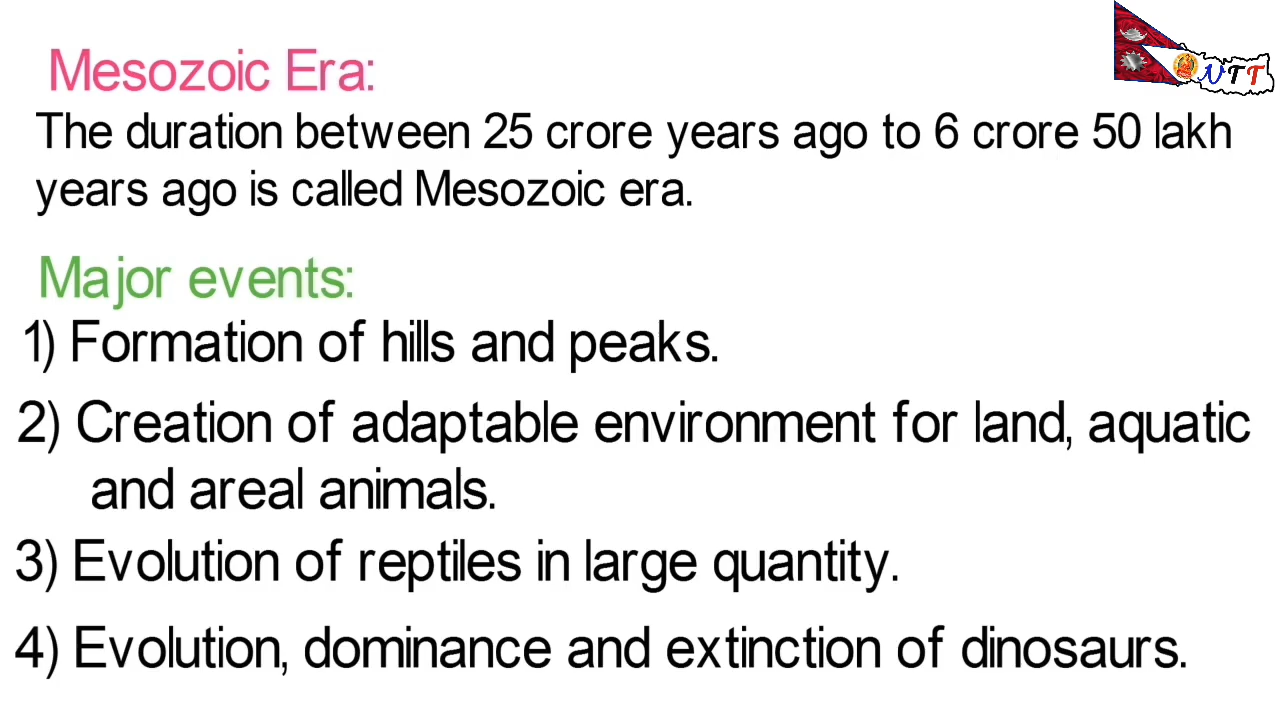 Mesozoic Era:
NTT
The duration between 25 crore years ago to 6 crore 50 lakh
years ago is called Mesozoic era.
Major events:
1) Formation of hills and peaks.
2) Creation of adaptable environment for land, aquatic
and areal animals.
3) Evolution of reptiles in large quantity.
4) Evolution, dominance and extinction of dinosaurs.